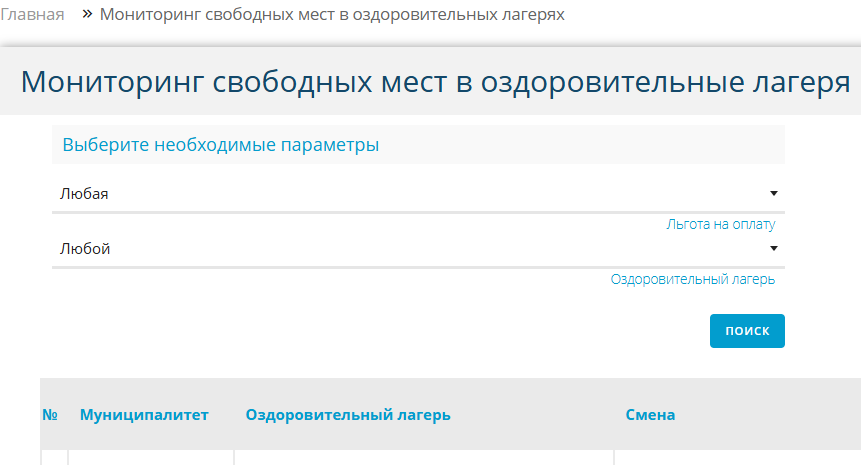 Главная » Мониторинг свободных мест в оздоровительных лагерях
Мониторинг свободных мест в оздоровительные лагеря
Выберите необходимые параметры
Любая
Льгота на оплату
Любой
Оздоровительный лагерь
ПОИСК
№ Муниципалитет Оздоровительный лагерь Смена